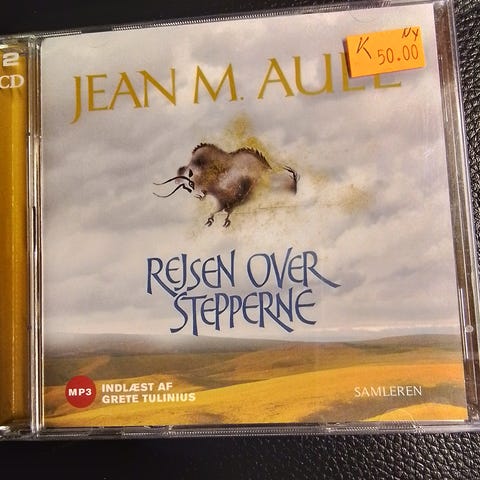 2
CD
JEAN M. AUEL
K Ny
50.00
REJSEN OVER
STEPPERNE
MP3
INDLÆST AF
GRETE TULINIUS
SAMLEREN